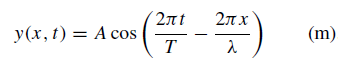 y(x, t) = A cos ( 2πt / T − 2πx / λ ) (m)